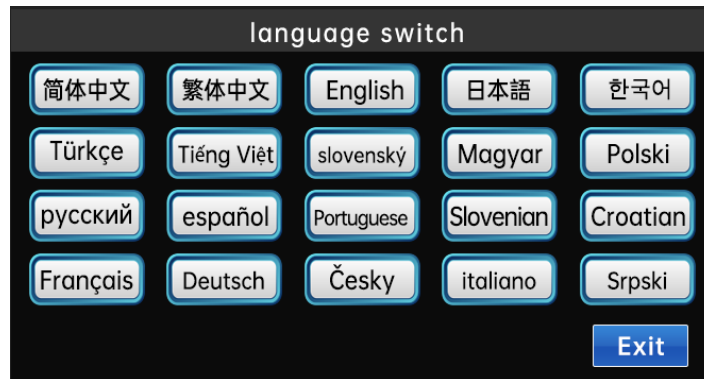 language switch
简体中文 繁体中文 English 日本語 한국어
Türkçe Tiếng Việt slovenský Magyar Polski
русский español Portuguese Slovenian Croatian
Français Deutsch Česky italiano Srpski
Exit